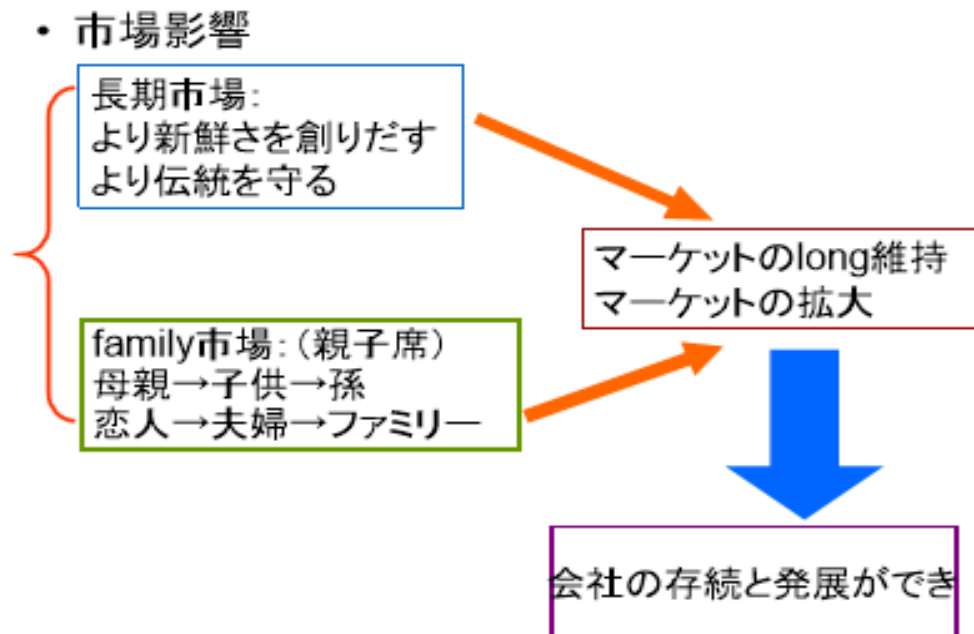 ・市場影響
長期市場：
より新鮮さを創りだす
より伝統を守る
マーケットのlong維持
マーケットの拡大
family市場：（親子席）
母親→子供→孫
恋人→夫婦→ファミリー
会社の存続と発展ができ